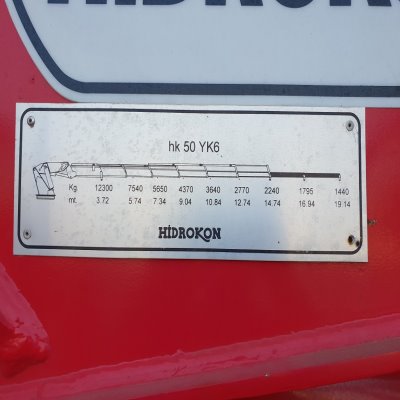 HIDROKON
hk 50 YK6
Kg 12300 7540 5650 4370 3640 2770 2240 1795 1440
mt. 3.72 5.74 7.34 9.04 10.84 12.74 14.74 16.94 19.14
HİDROKON